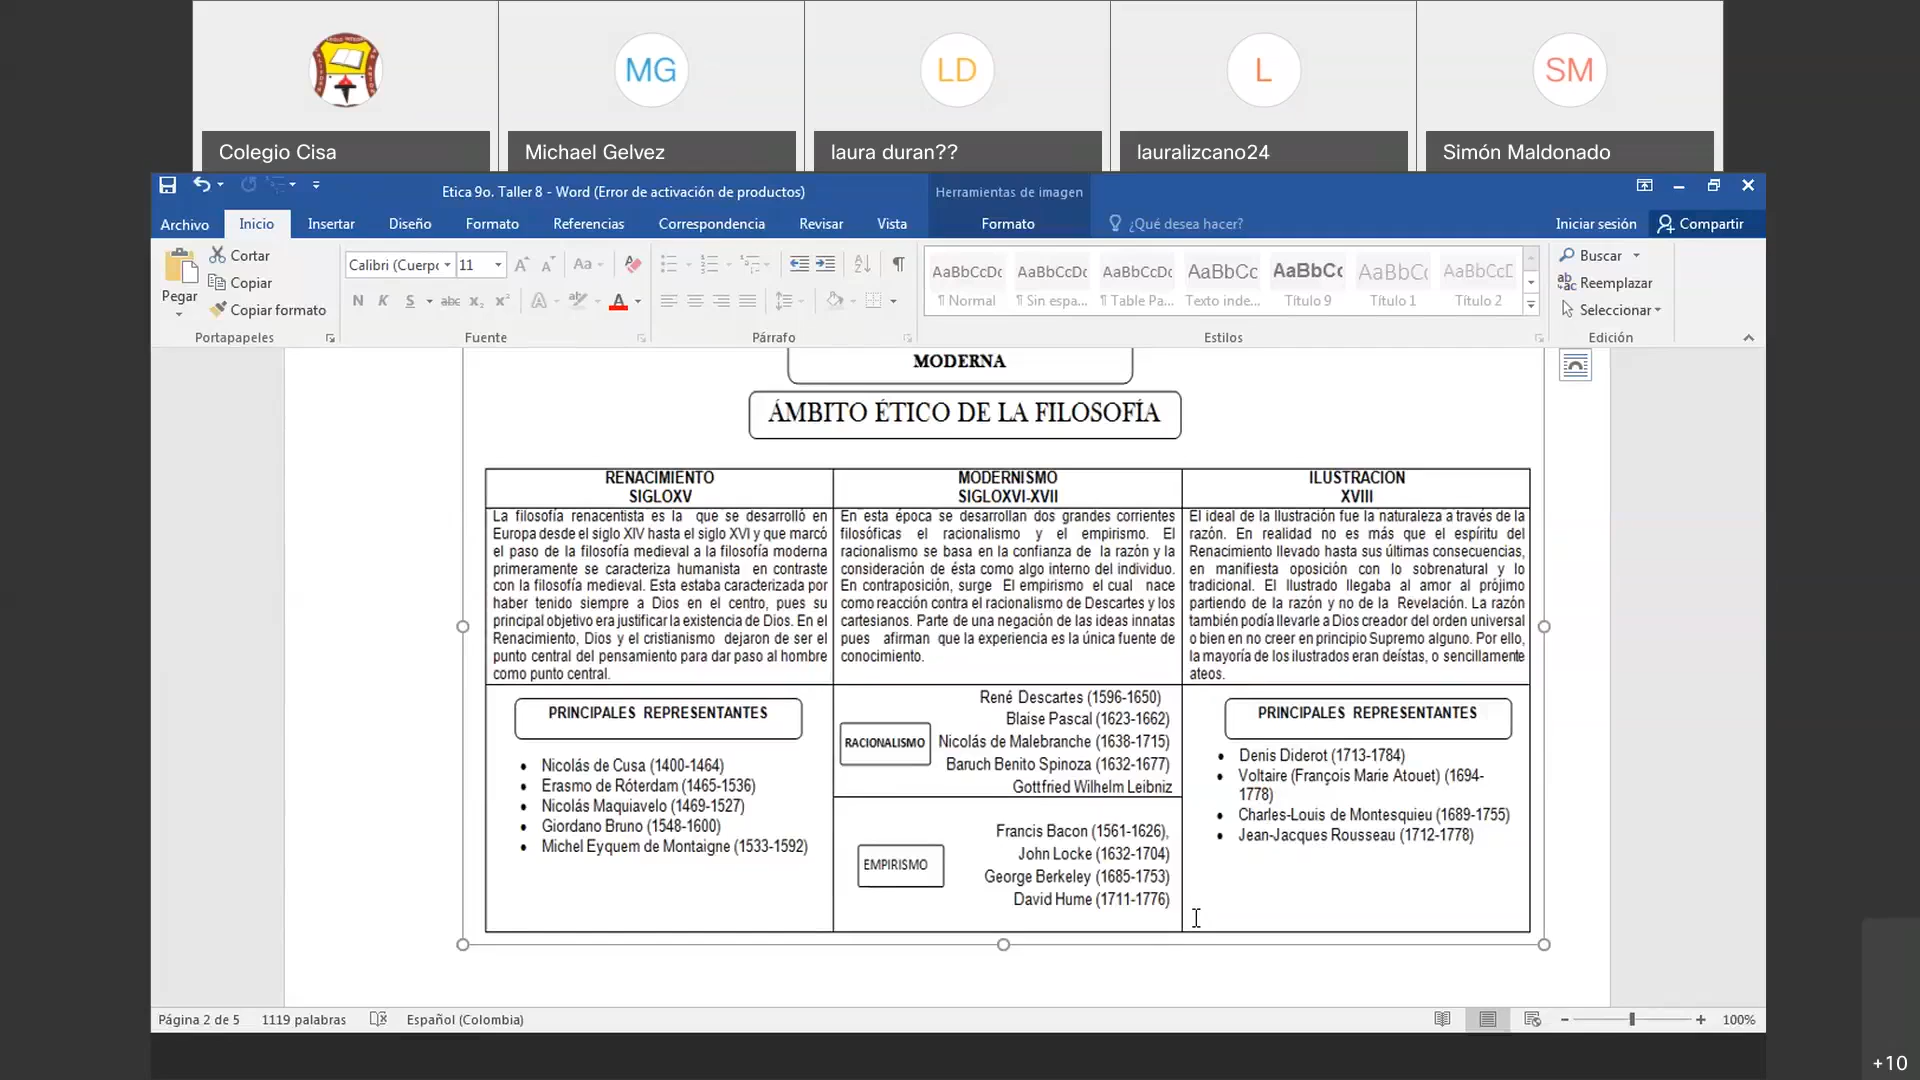 MG
LD
L
SM
Colegio Cisa
Michael Gelvez
laura duran??
lauralizcano24
Simón Maldonado
Etica 9o. Taller 8 - Word (Error de activación de productos)
Herramientas de imagen
Archivo
Inicio
Insertar
Diseño
Formato
Referencias
Correspondencia
Revisar
Vista
Formato
¿Qué desea hacer?
Iniciar sesión
Compartir
Pegar
Cortar
Copiar
Copiar formato
Portapapeles
Calibri (Cuerpo
11
Aa
N K S abc x₂ x² A A
Fuente
Párrafo
AaBbCcDc
¶ Normal
AaBbCcDc
¶ Sin espa...
AaBbCcDc
¶ Table Pa...
AaBbCc
Texto inde...
AaBbCc
Título 9
AaBbCc
Título 1
AaBbCcD
Título 2
Estilos
Buscar
Reemplazar
Seleccionar
Edición
MODERNA
ÁMBITO ÉTICO DE LA FILOSOFÍA
RENACIMIENTO
SIGLOXV
La filosofía renacentista es la que se desarrolló en
Europa desde el siglo XIV hasta el siglo XVI y que marcó
el paso de la filosofía medieval a la filosofía moderna
primeramente se caracteriza humanista en contraste
con la filosofía medieval. Esta estaba caracterizada por
haber tenido siempre a Dios en el centro, pues su
principal objetivo era justificar la existencia de Dios. En el
Renacimiento, Dios y el cristianismo dejaron de ser el
punto central del pensamiento para dar paso al hombre
como punto central.
PRINCIPALES REPRESENTANTES
• Nicolás de Cusa (1400-1464)
• Erasmo de Róterdam (1465-1536)
• Nicolás Maquiavelo (1469-1527)
• Giordano Bruno (1548-1600)
• Michel Eyquem de Montaigne (1533-1592)
MODERNISMO
SIGLOXVI-XVII
En esta época se desarrollan dos grandes corrientes
filosóficas el racionalismo y el empirismo. El
racionalismo se basa en la confianza de la razón y la
consideración de ésta como algo interno del individuo.
En contraposición, surge El empirismo el cual nace
como reacción contra el racionalismo de Descartes y los
cartesianos. Parte de una negación de las ideas innatas
pues afirman que la experiencia es la única fuente de
conocimiento.
RACIONALISMO
René Descartes (1596-1650)
Blaise Pascal (1623-1662)
Nicolás de Malebranche (1638-1715)
Baruch Benito Spinoza (1632-1677)
Gottfried Wilhelm Leibniz
EMPIRISMO
Francis Bacon (1561-1626),
John Locke (1632-1704)
George Berkeley (1685-1753)
David Hume (1711-1776)
ILUSTRACION
XVIII
El ideal de la Ilustración fue la naturaleza a través de la
razón. En realidad no es más que el espíritu del
Renacimiento llevado hasta sus últimas consecuencias,
en manifiesta oposición con lo sobrenatural y lo
tradicional. El Ilustrado llegaba al amor al prójimo
partiendo de la razón y no de la Revelación. La razón
también podía llevarle a Dios creador del orden universal
o bien en no creer en principio Supremo alguno. Por ello,
la mayoría de los ilustrados eran deístas, o sencillamente
ateos.
PRINCIPALES REPRESENTANTES
• Denis Diderot (1713-1784)
• Voltaire (François Marie Atouet) (1694-
1778)
• Charles-Louis de Montesquieu (1689-1755)
• Jean-Jacques Rousseau (1712-1778)
Página 2 de 5
1119 palabras
Español (Colombia)
100%
+10